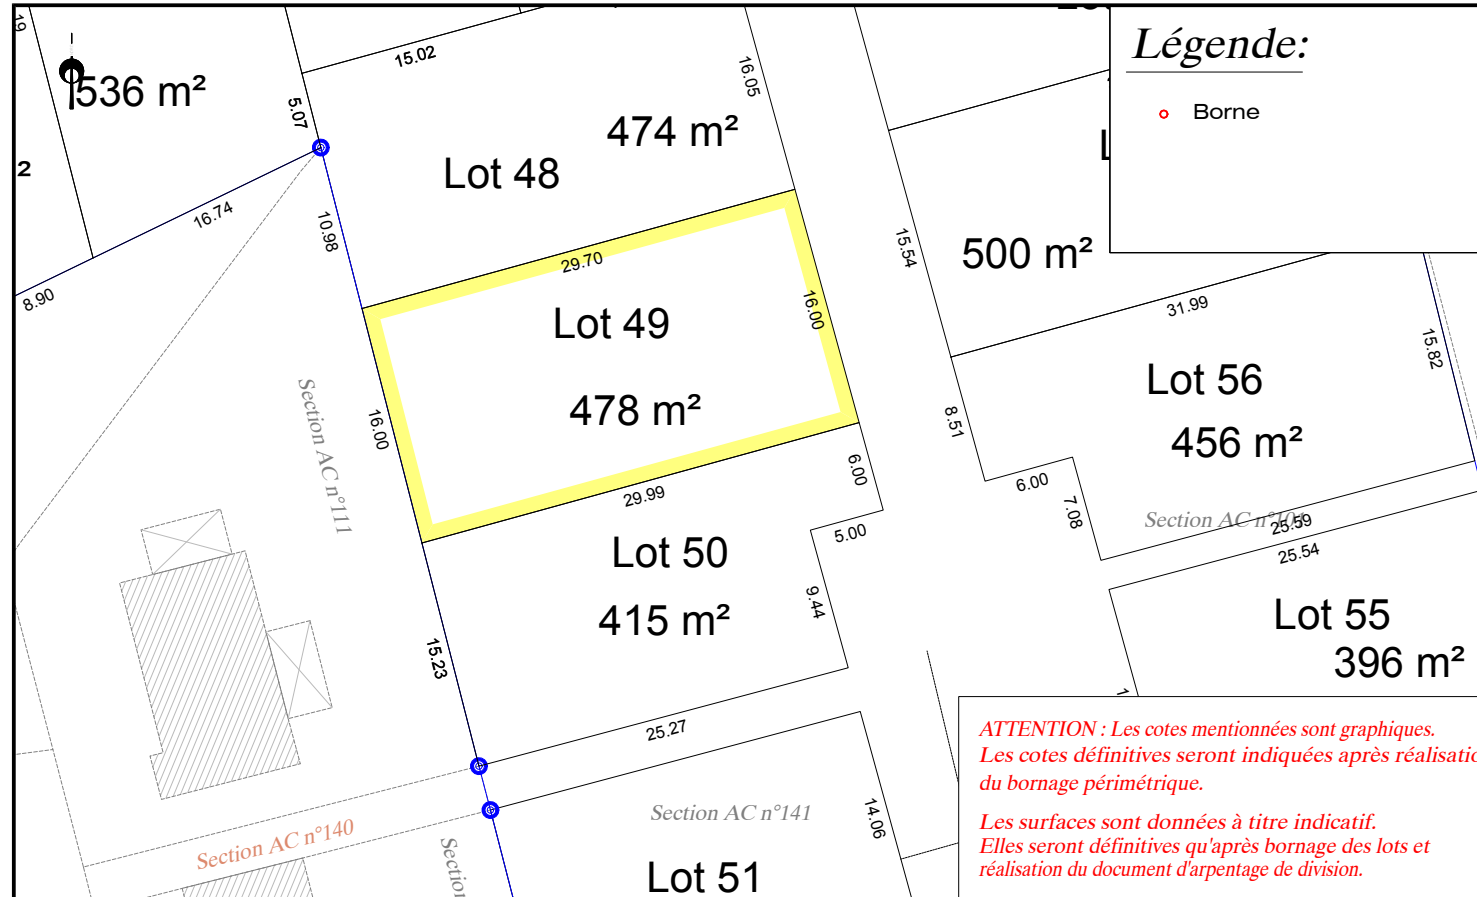 19
536 m²
2
15.02
5.07
16.05
474 m²
Lot 48
Légende:
Borne
16.74
10.98
8.90
29.70
15.54
500 m²
Lot 49
16.00
31.99
478 m²
16.00
Section AC n°111
Lot 56
15.82
8.51
456 m²
29.99
6.00
6.00
7.08
5.00
Section AC n°101
25.59
25.54
Lot 50
415 m²
9.44
15.23
Lot 55
396 m²
25.27
Section AC n°140
Section AC n°141
14.06
Section
Lot 51
ATTENTION : Les cotes mentionnées sont graphiques.
Les cotes définitives seront indiquées après réalisatio
du bornage périmétrique.
Les surfaces sont données à titre indicatif.
Elles seront définitives qu'après bornage des lots et
réalisation du document d'arpentage de division.